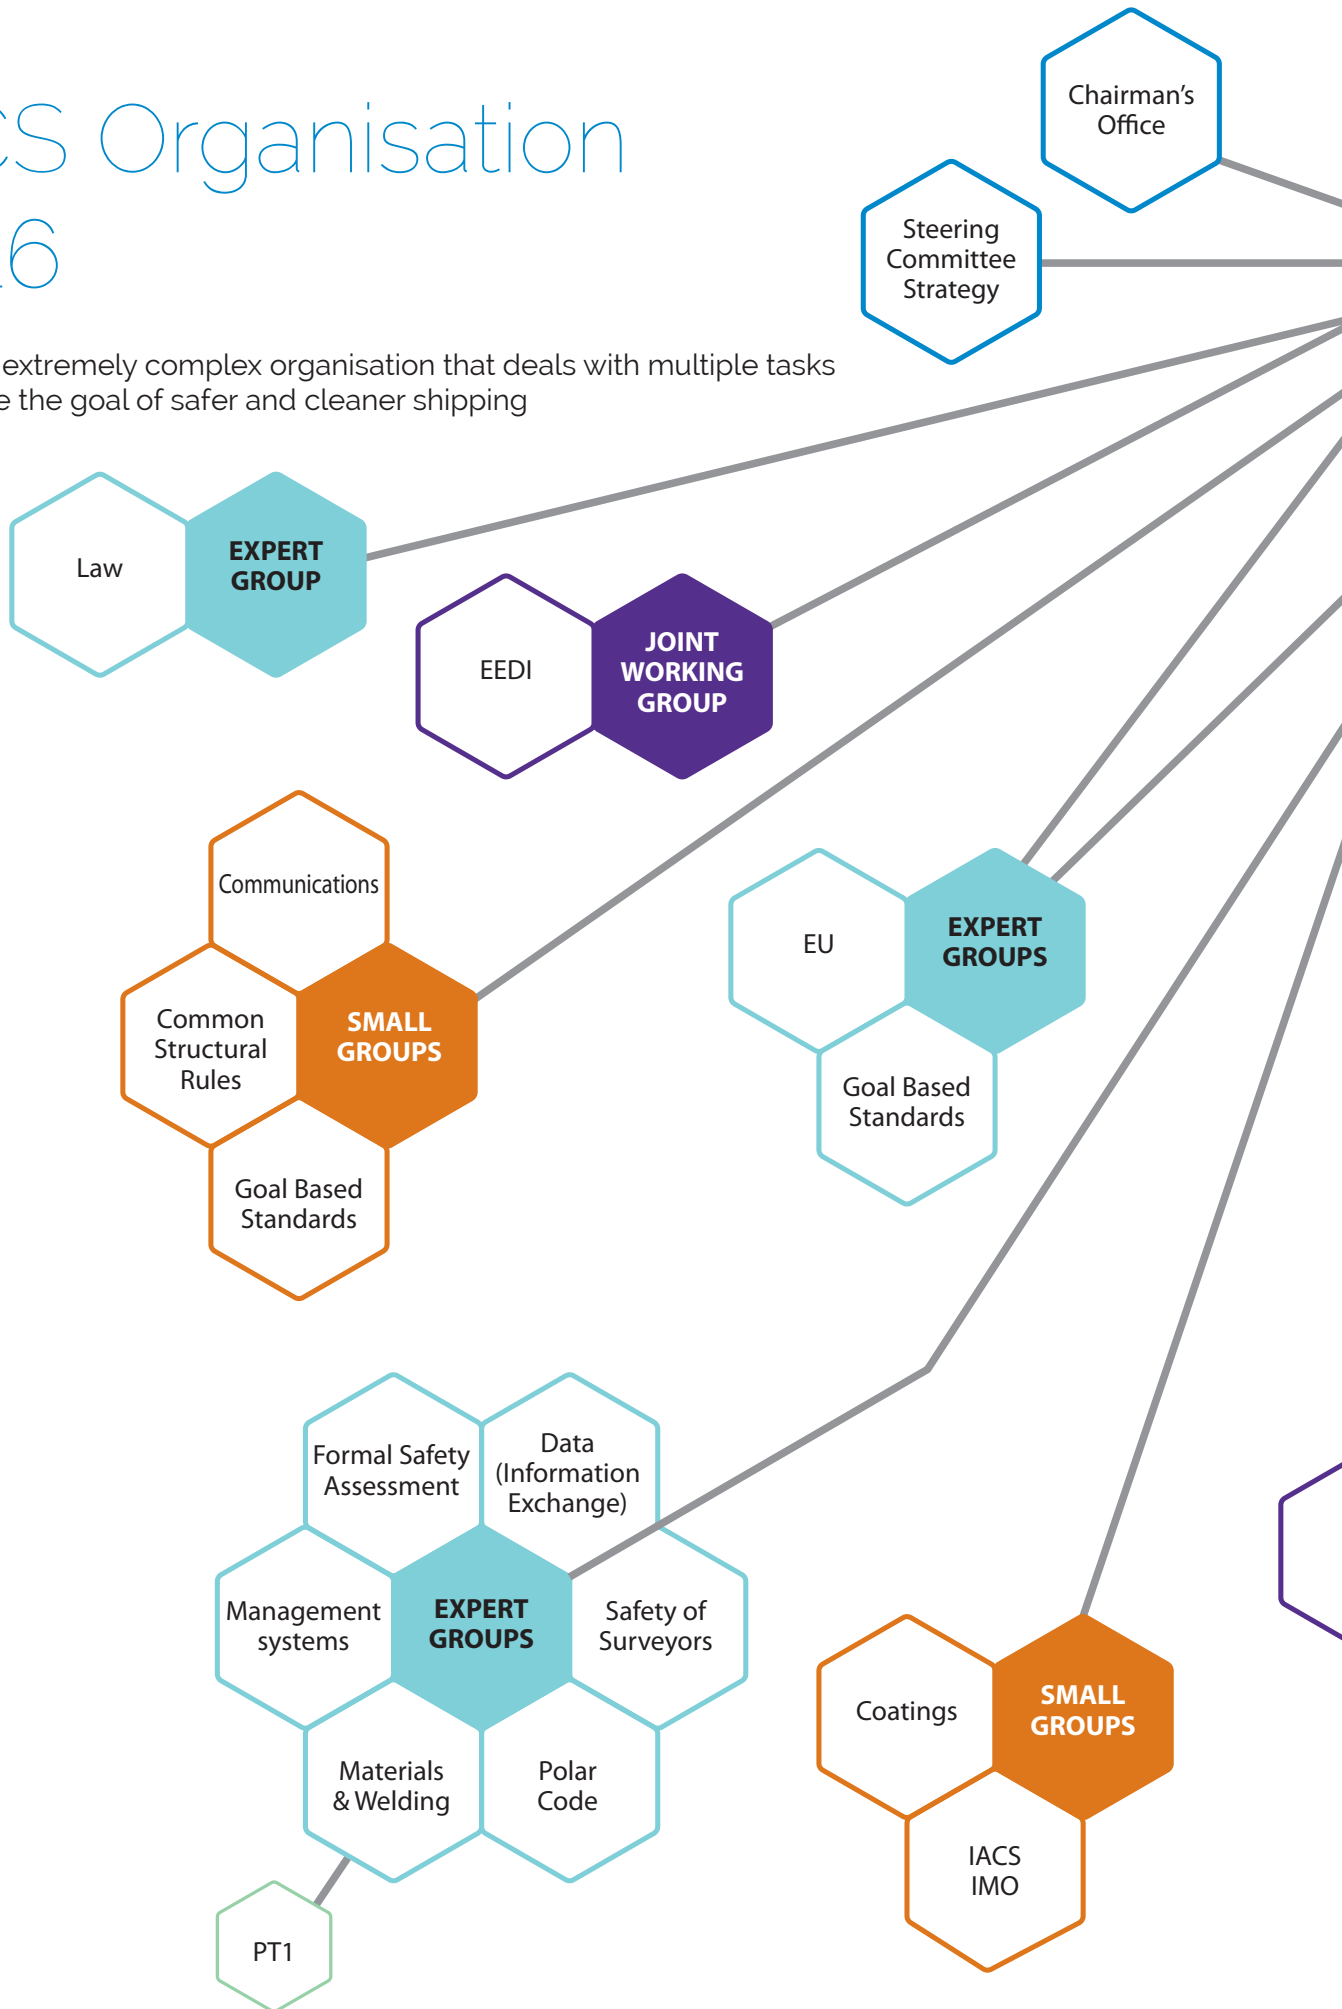 CS Organisation
6
extremely complex organisation that deals with multiple tasks
e the goal of safer and cleaner shipping
Chairman's
Office
Steering
Committee
Strategy
Law
EXPERT
GROUP
EEDI
JOINT
WORKING
GROUP
Communications
Common
Structural
Rules
SMALL
GROUPS
Goal Based
Standards
EU
EXPERT
GROUPS
Goal Based
Standards
Formal Safety
Assessment
Data
(Information
Exchange)
Management
systems
EXPERT
GROUPS
Safety of
Surveyors
Materials
& Welding
Polar
Code
PT1
Coatings
SMALL
GROUPS
IACS
IMO